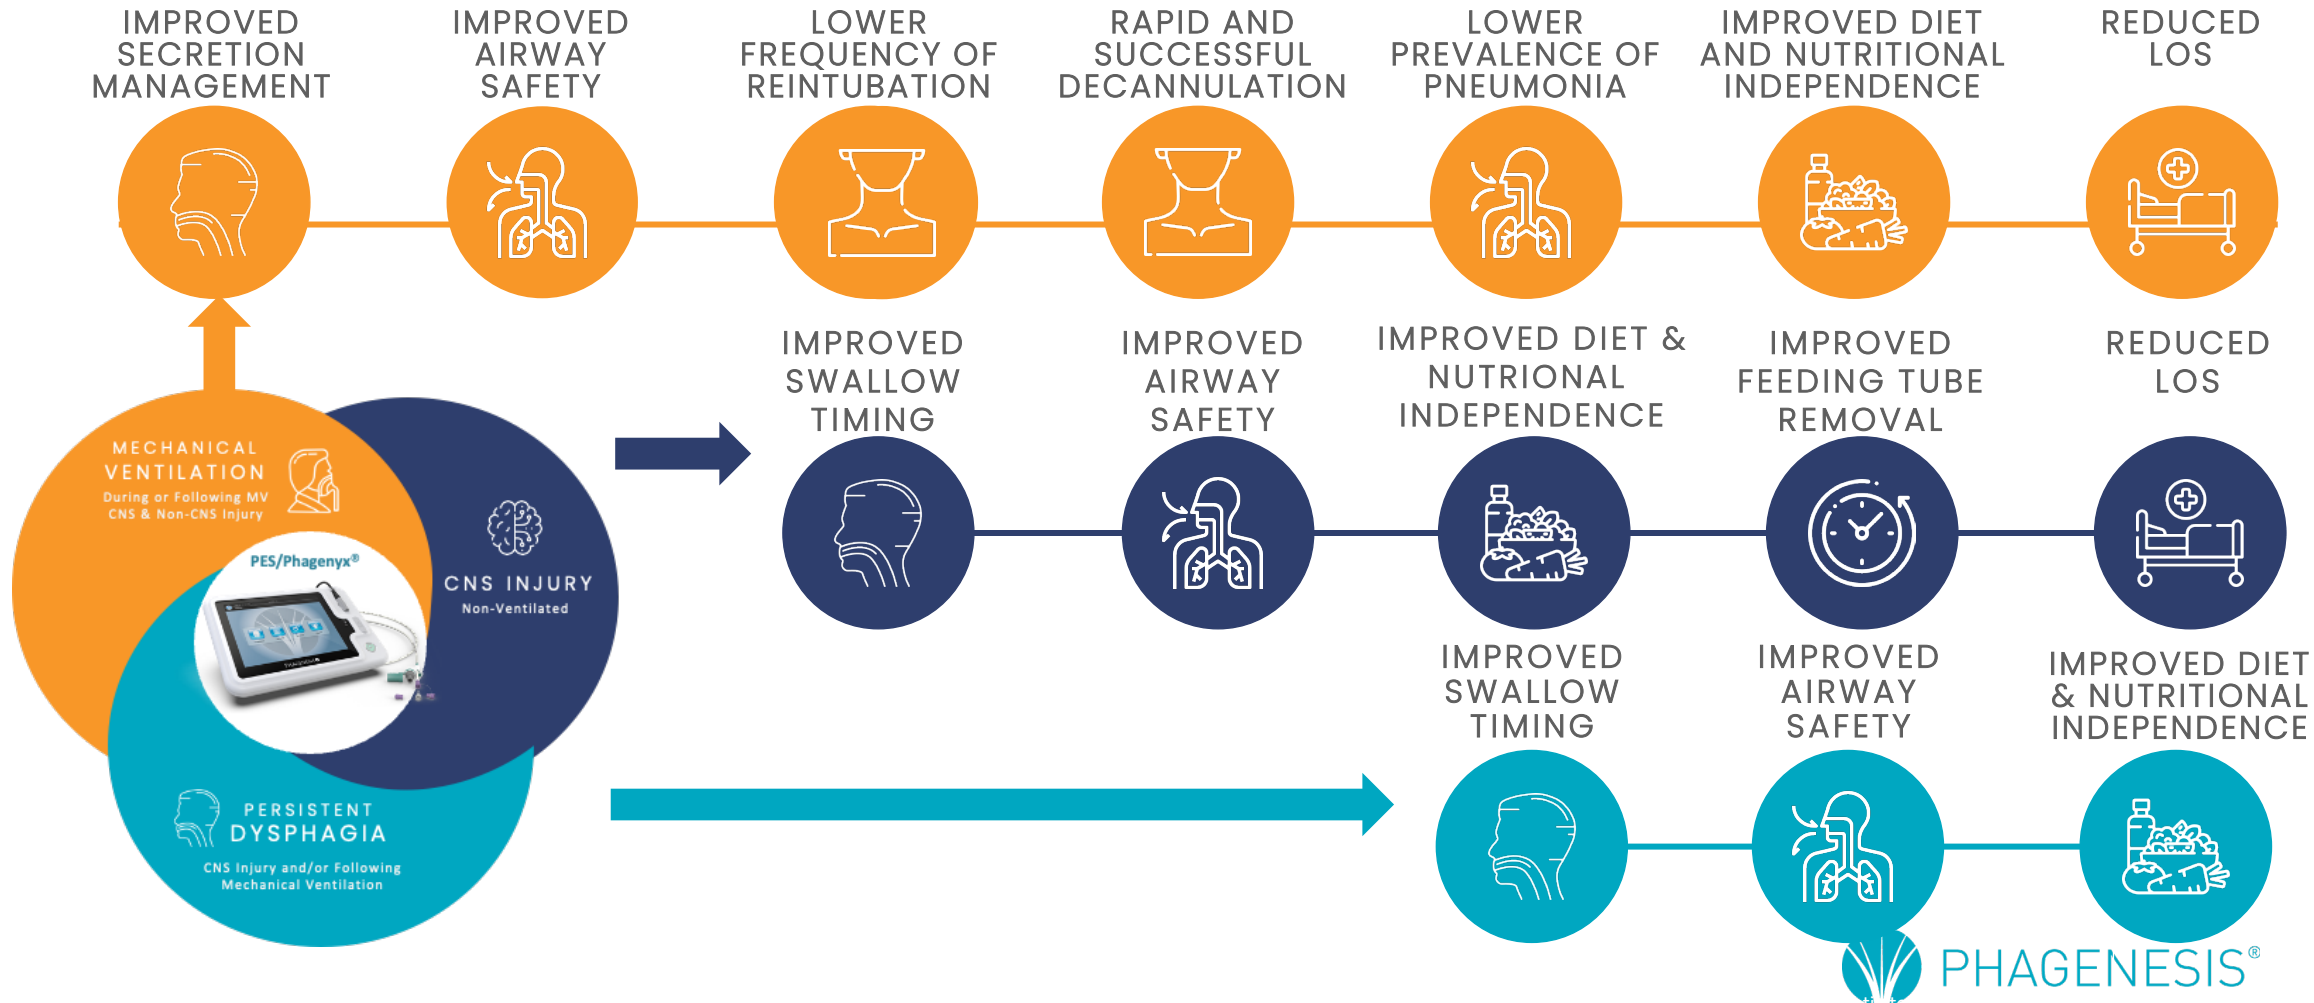 IMPROVED
SECRETION
MANAGEMENT
IMPROVED
AIRWAY
SAFETY
LOWER
FREQUENCY OF
REINTUBATION
RAPID AND
SUCCESSFUL
DECANNULATION
LOWER
PREVALENCE OF
PNEUMONIA
IMPROVED DIET
AND NUTRITIONAL
INDEPENDENCE
REDUCED
LOS
MECHANICAL
VENTILATION
During or Following MV
CNS & Non-CNS Injury
CNS INJURY
Non-Ventilated
PES/Phagenyx®
PERSISTENT
DYSPHAGIA
CNS Injury and/or Following
Mechanical Ventilation
IMPROVED
SWALLOW
TIMING
IMPROVED
AIRWAY
SAFETY
IMPROVED DIET &
NUTRIONAL
INDEPENDENCE
IMPROVED
FEEDING TUBE
REMOVAL
REDUCED
LOS
IMPROVED
SWALLOW
TIMING
IMPROVED
AIRWAY
SAFETY
IMPROVED DIET
& NUTRITIONAL
INDEPENDENCE
PHAGENESIS®